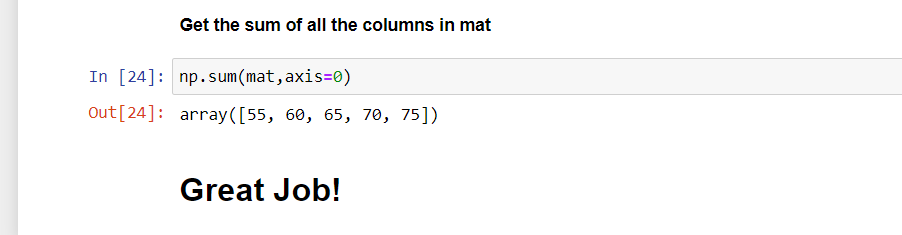 Get the sum of all the columns in mat
In [24]: np.sum(mat,axis=0)
Out[24]: array([55, 60, 65, 70, 75])
Great Job!